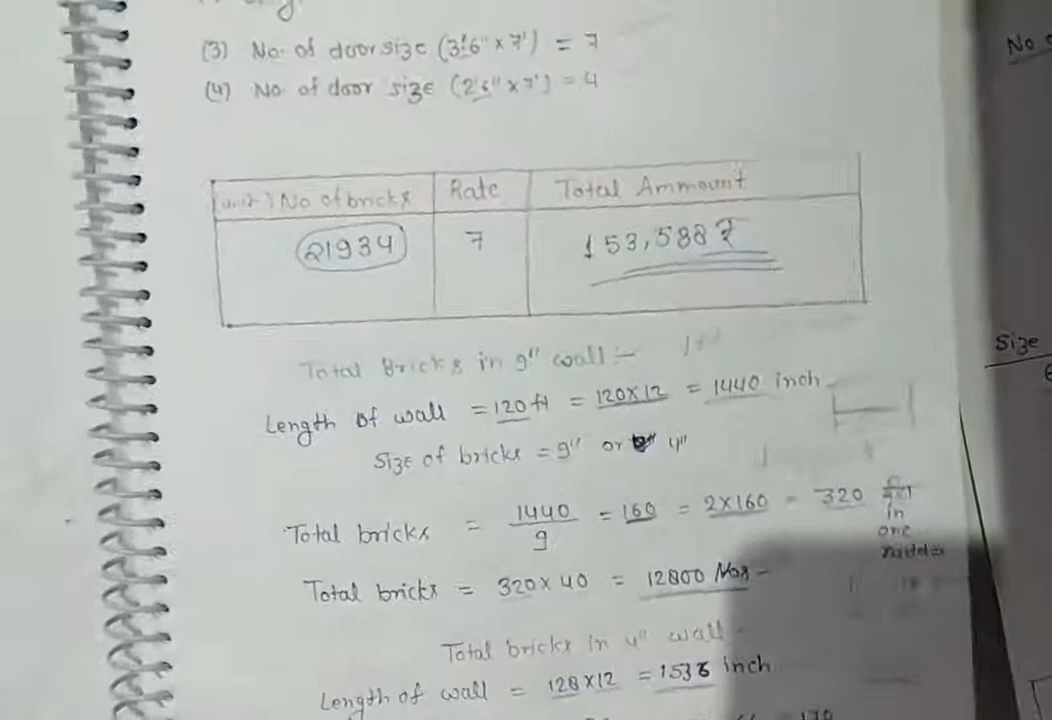 (3) No. of door size (3'6" x 7') = 7
(4) No. of door size (2'6" x 7') = 4
No of bricks Rate Total Ammount
21934 7 153,588₹
Total Bricks in 9" wall :-
Length of wall = 120 ft = 120x12 = 1440 inch
Size of bricks = 9" or 4"
Total bricks = 1440/9 = 160 = 2x160 = 320
in
one
Total bricks = 320 x 40 = 12800 Nos -
Total bricks in 4" wall -
Length of wall = 128x12 = 1536 inch
No
Size